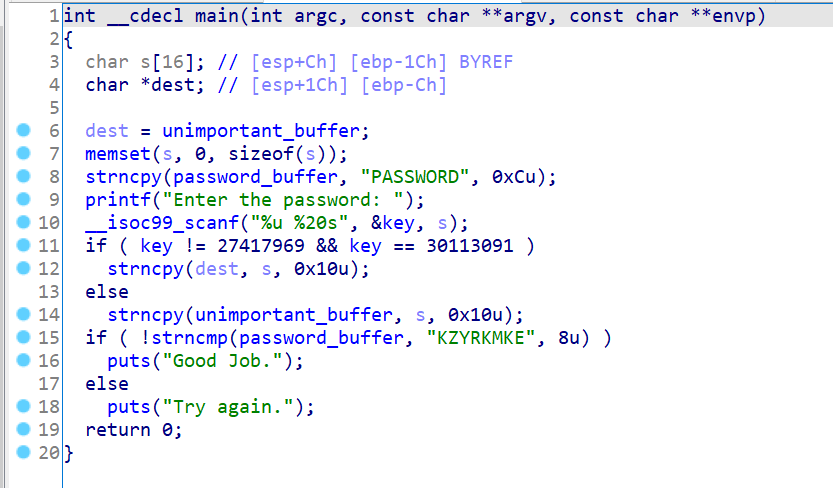 1 int __cdecl main(int argc, const char **argv, const char **envp)
2 {
3 char s[16]; // [esp+Ch] [ebp-1Ch] BYREF
4 char *dest; // [esp+1Ch] [ebp-Ch]
5
6 dest = unimportant_buffer;
7 memset(s, 0, sizeof(s));
8 strncpy(password_buffer, "PASSWORD", 0xCu);
9 printf("Enter the password: ");
10 __isoc99_scanf("%u %20s", &key, s);
11 if ( key != 27417969 && key == 30113091 )
12 strncpy(dest, s, 0x10u);
13 else
14 strncpy(unimportant_buffer, s, 0x10u);
15 if ( !strncmp(password_buffer, "KZYRKMKE", 8u) )
16 puts("Good Job.");
17 else
18 puts("Try again.");
19 return 0;
20 }